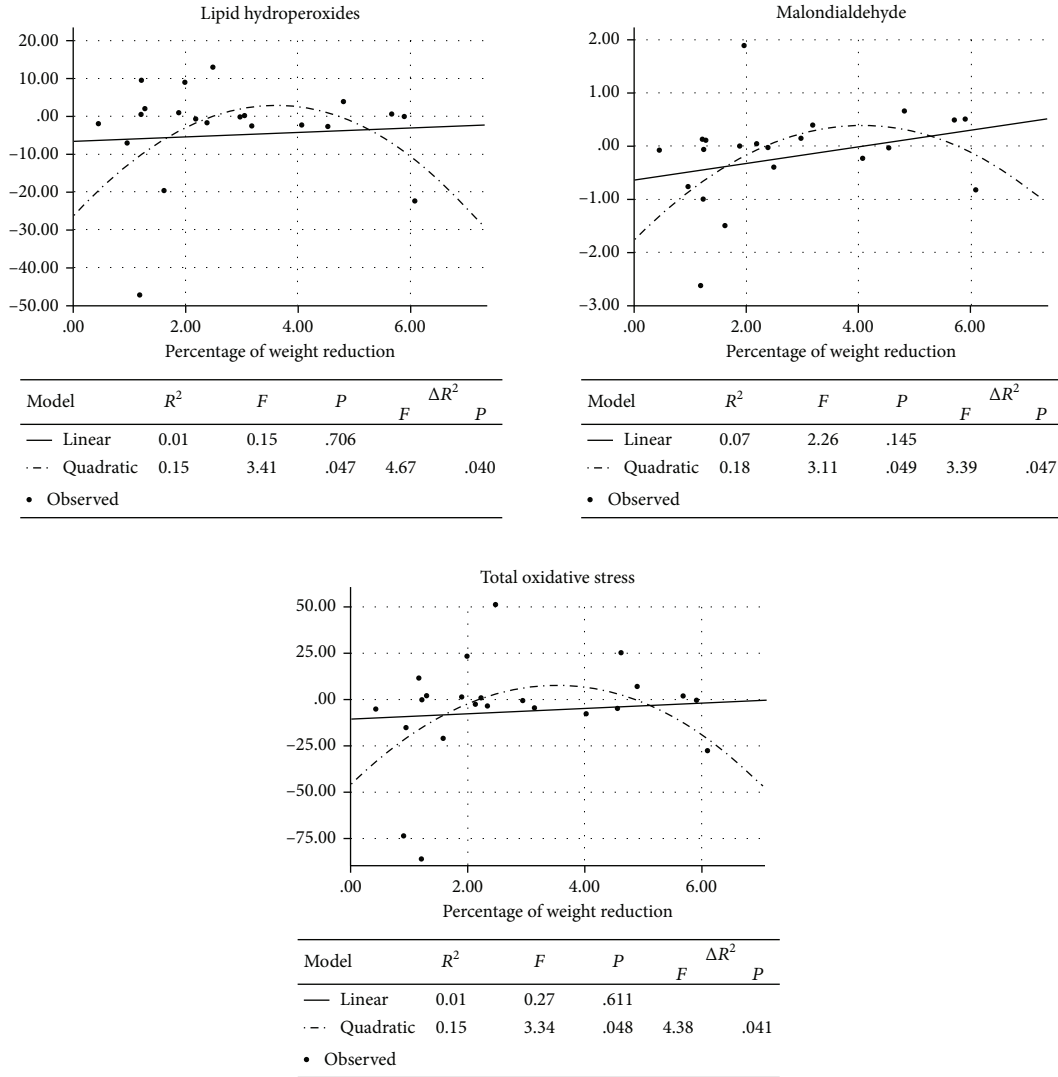 Lipid hydroperoxides
20.00
10.00
.00
−10.00
−20.00
−30.00
−40.00
−50.00
.00 2.00 4.00 6.00
Percentage of weight reduction
Model R² F P ΔR²
F P
Linear 0.01 0.15 .706
Quadratic 0.15 3.41 .047 4.67 .040
Observed
Malondialdehyde
2.00
1.00
.00
−1.00
−2.00
−3.00
.00 2.00 4.00 6.00
Percentage of weight reduction
Model R² F P ΔR²
F P
Linear 0.07 2.26 .145
Quadratic 0.18 3.11 .049 3.39 .047
Observed
Total oxidative stress
50.00
25.00
.00
−25.00
−50.00
−75.00
.00 2.00 4.00 6.00
Percentage of weight reduction
Model R² F P ΔR²
F P
Linear 0.01 0.27 .611
Quadratic 0.15 3.34 .048 4.38 .041
Observed